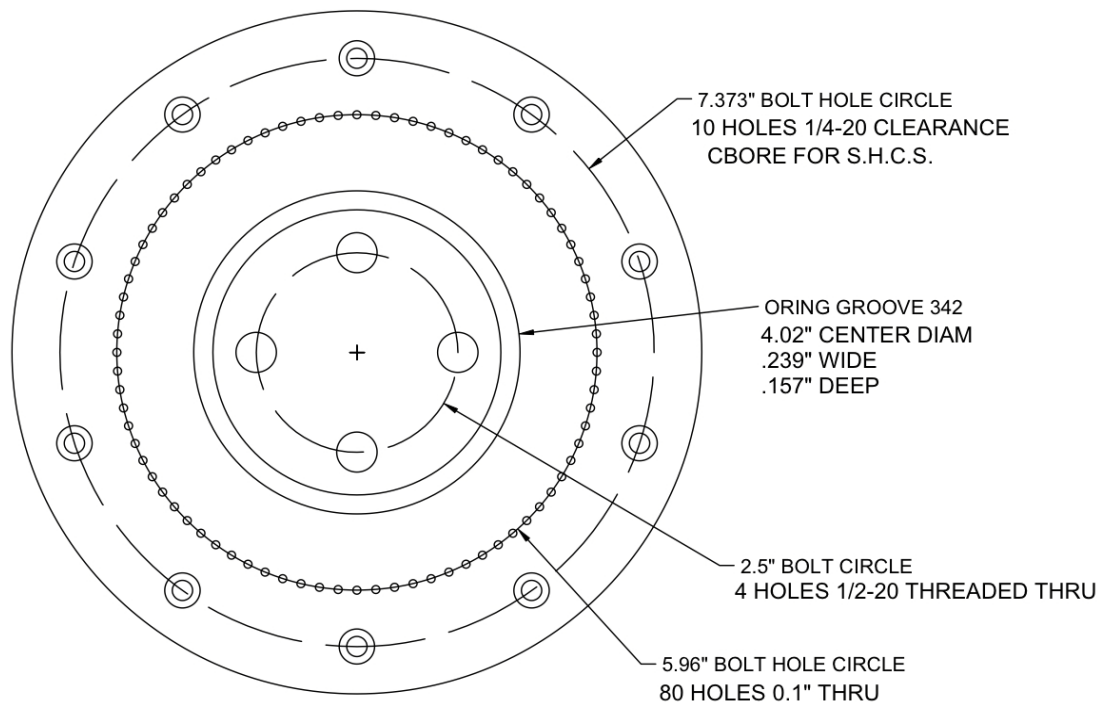 7.373" BOLT HOLE CIRCLE
10 HOLES 1/4-20 CLEARANCE
CBORE FOR S.H.C.S.
ORING GROOVE 342
4.02" CENTER DIAM
.239" WIDE
.157" DEEP
2.5" BOLT CIRCLE
4 HOLES 1/2-20 THREADED THRU
5.96" BOLT HOLE CIRCLE
80 HOLES 0.1" THRU